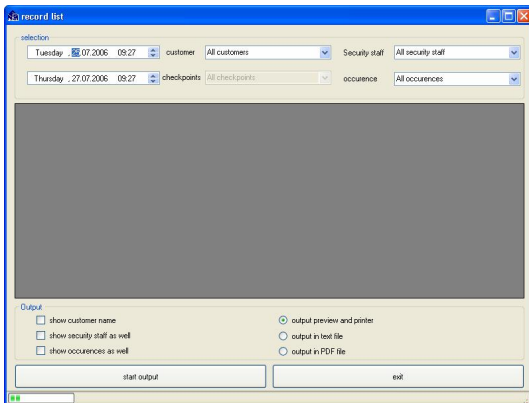 record list
selection
Tuesday , 25.07.2006 09:27 customer All customers Security staff All security staff
Thursday , 27.07.2006 09:27 checkpoints All checkpoints occurence All occurences
Output
show customer name output preview and printer
show security staff as well output in text file
show occurences as well output in PDF file
start output exit